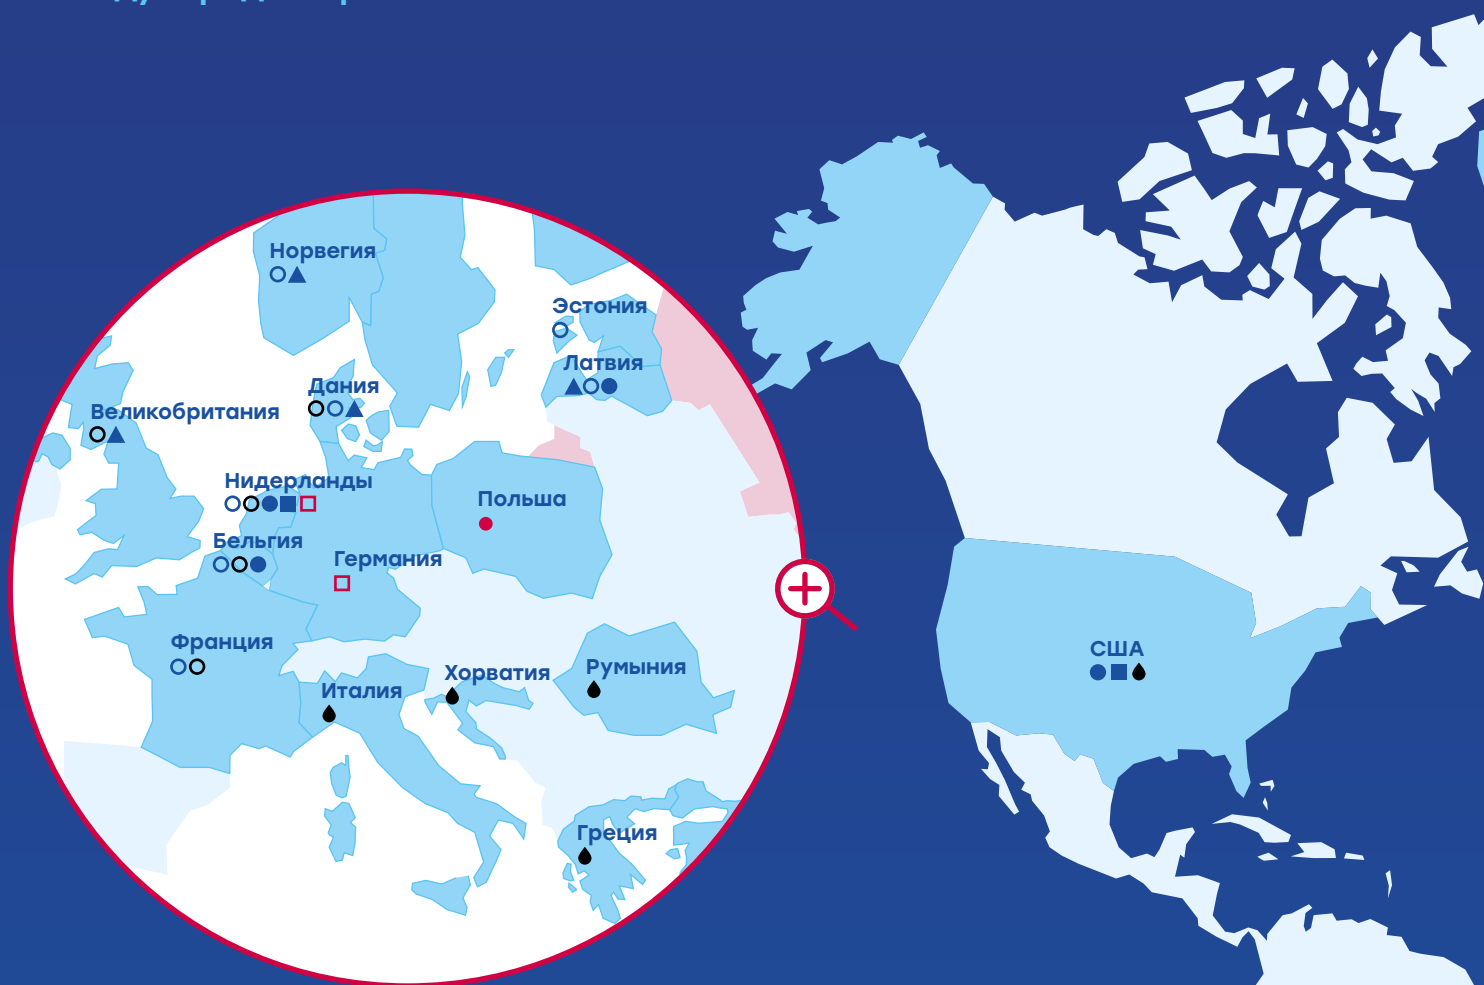 Норвегия
Эстония
Латвия
Дания
Великобритания
Нидерланды
Польша
Бельгия
Германия
Франция
США
Хорватия
Румыния
Италия
Греция